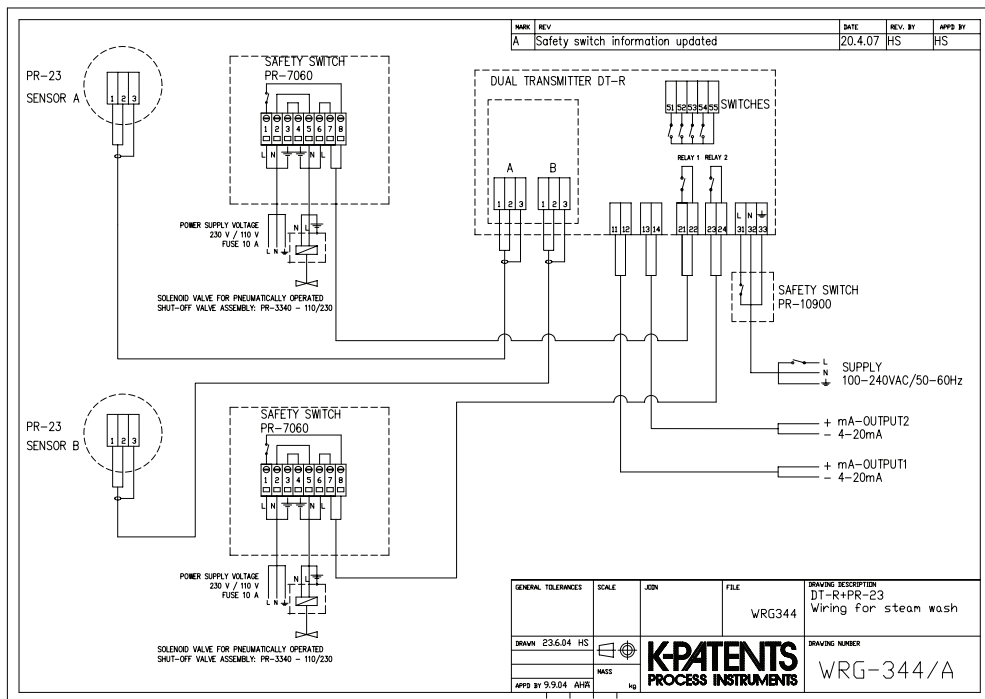 MARK REV DATE REV. BY APPD BY
A Safety switch information updated 20.4.07 HS HS
PR-23
SENSOR A
1 2 3
SAFETY SWITCH
PR-7060
1 2 3 4 5 6 7 8
L N N L
POWER SUPPLY VOLTAGE
230 V / 110 V
FUSE 10 A
L N
N L
SOLENOID VALVE FOR PNEUMATICALLY OPERATED
SHUT-OFF VALVE ASSEMBLY: PR-3340 - 110/230
DUAL TRANSMITTER DT-R
51 52 53 54 55 SWITCHES
RELAY 1 RELAY 2
A B
1 2 3 1 2 3
L N
11 12 13 14 21 22 23 24 31 32 33
SAFETY SWITCH
PR-10900
L
N
SUPPLY
100-240VAC/50-60Hz
+ mA-OUTPUT2
- 4-20mA
+ mA-OUTPUT1
- 4-20mA
PR-23
SENSOR B
1 2 3
SAFETY SWITCH
PR-7060
1 2 3 4 5 6 7 8
L N N L
POWER SUPPLY VOLTAGE
230 V / 110 V
FUSE 10 A
L N
N L
SOLENOID VALVE FOR PNEUMATICALLY OPERATED
SHUT-OFF VALVE ASSEMBLY: PR-3340 - 110/230
GENERAL TOLERANCES SCALE JOIN FILE DRAWING DESCRIPTION
WRG344
DT-R+PR-23
Wiring for steam wash
DRAWN 23.6.04 HS
MASS
kg
APPD BY 9.9.04 AHÄ
K-PATENTS
PROCESS INSTRUMENTS
DRAWING NUMBER
WRG-344/A